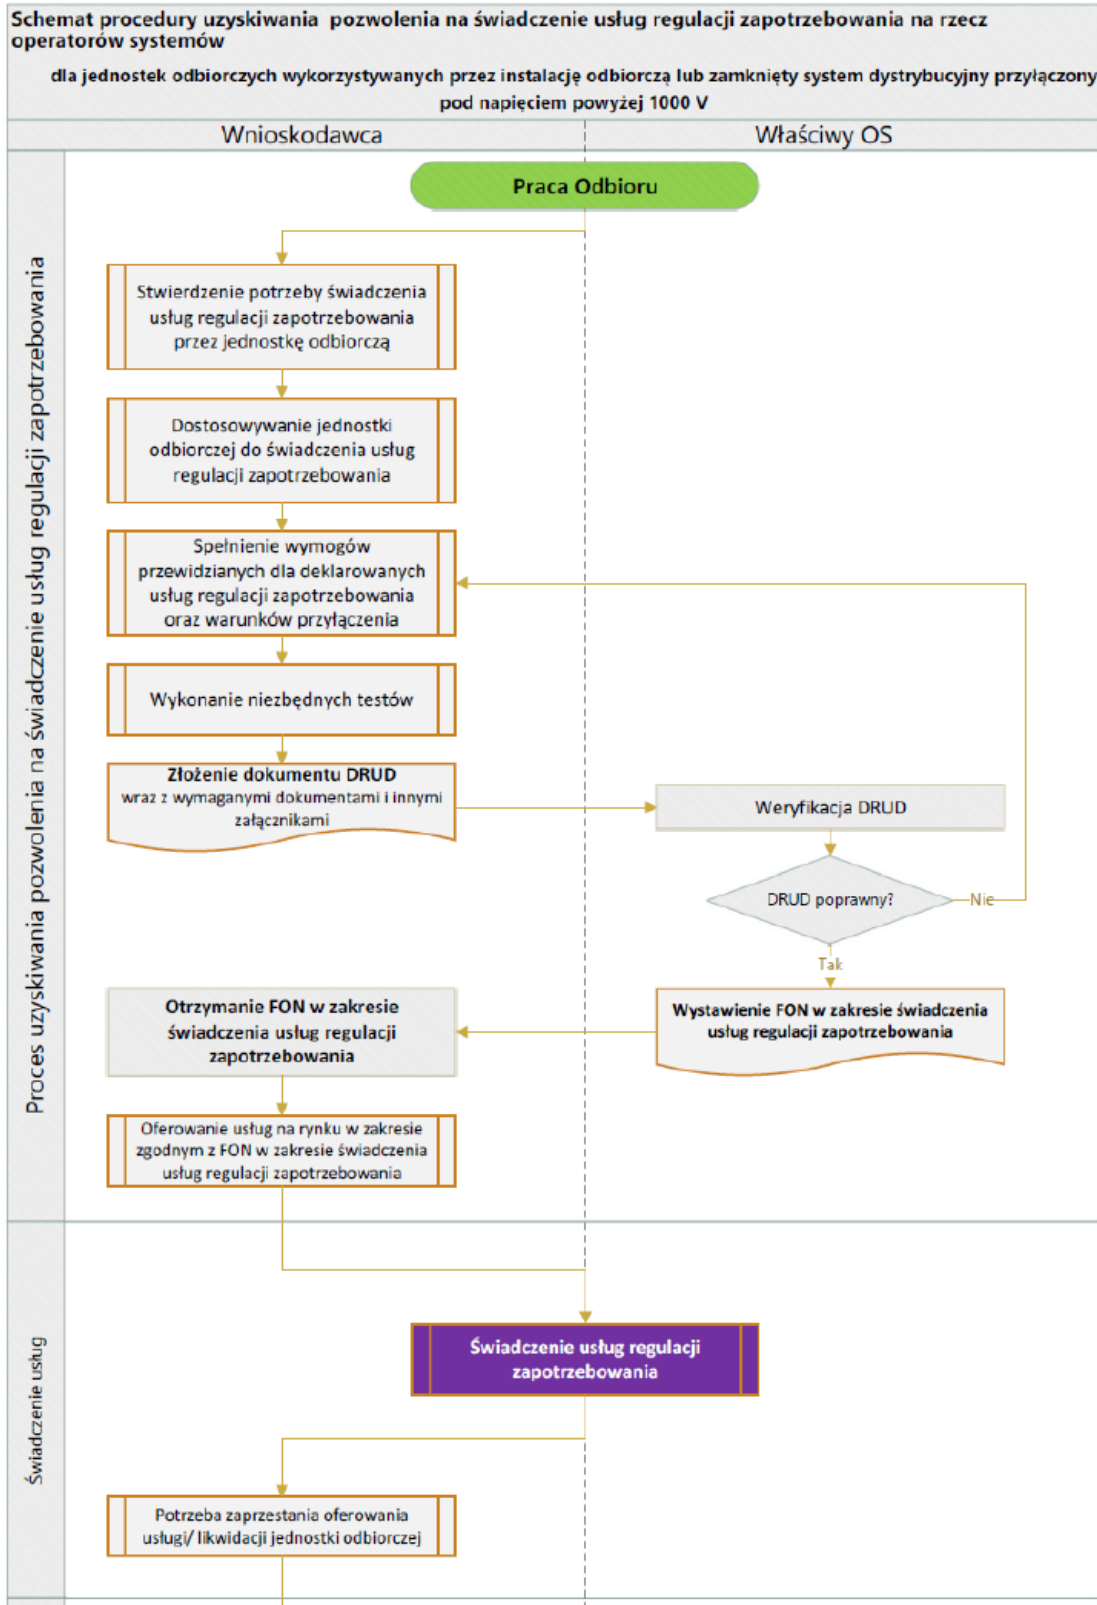 Schemat procedury uzyskiwania pozwolenia na świadczenie usług regulacji zapotrzebowania na rzecz
operatorów systemów
dla jednostek odbiorczych wykorzystywanych przez instalację odbiorczą lub zamknięty system dystrybucyjny przyłączony
pod napięciem powyżej 1000 V
Wnioskodawca
Właściwy OS
Proces uzyskiwania pozwolenia na świadczenie usług regulacji zapotrzebowania
Praca Odbioru
Stwierdzenie potrzeby świadczenia
usług regulacji zapotrzebowania
przez jednostkę odbiorczą
Dostosowywanie jednostki
odbiorczej do świadczenia usług
regulacji zapotrzebowania
Spełnienie wymogów
przewidzianych dla deklarowanych
usług regulacji zapotrzebowania
oraz warunków przyłączenia
Wykonanie niezbędnych testów
Złożenie dokumentu DRUD
wraz z wymaganymi dokumentami i innymi
załącznikami
Weryfikacja DRUD
DRUD poprawny?
Nie
Tak
Wystawienie FON w zakresie świadczenia
usług regulacji zapotrzebowania
Otrzymanie FON w zakresie
świadczenia usług regulacji
zapotrzebowania
Oferowanie usług na rynku w zakresie
zgodnym z FON w zakresie świadczenia
usług regulacji zapotrzebowania
Świadczenie usług
Świadczenie usług regulacji
zapotrzebowania
Potrzeba zaprzestania oferowania
usługi/ likwidacji jednostki odbiorczej